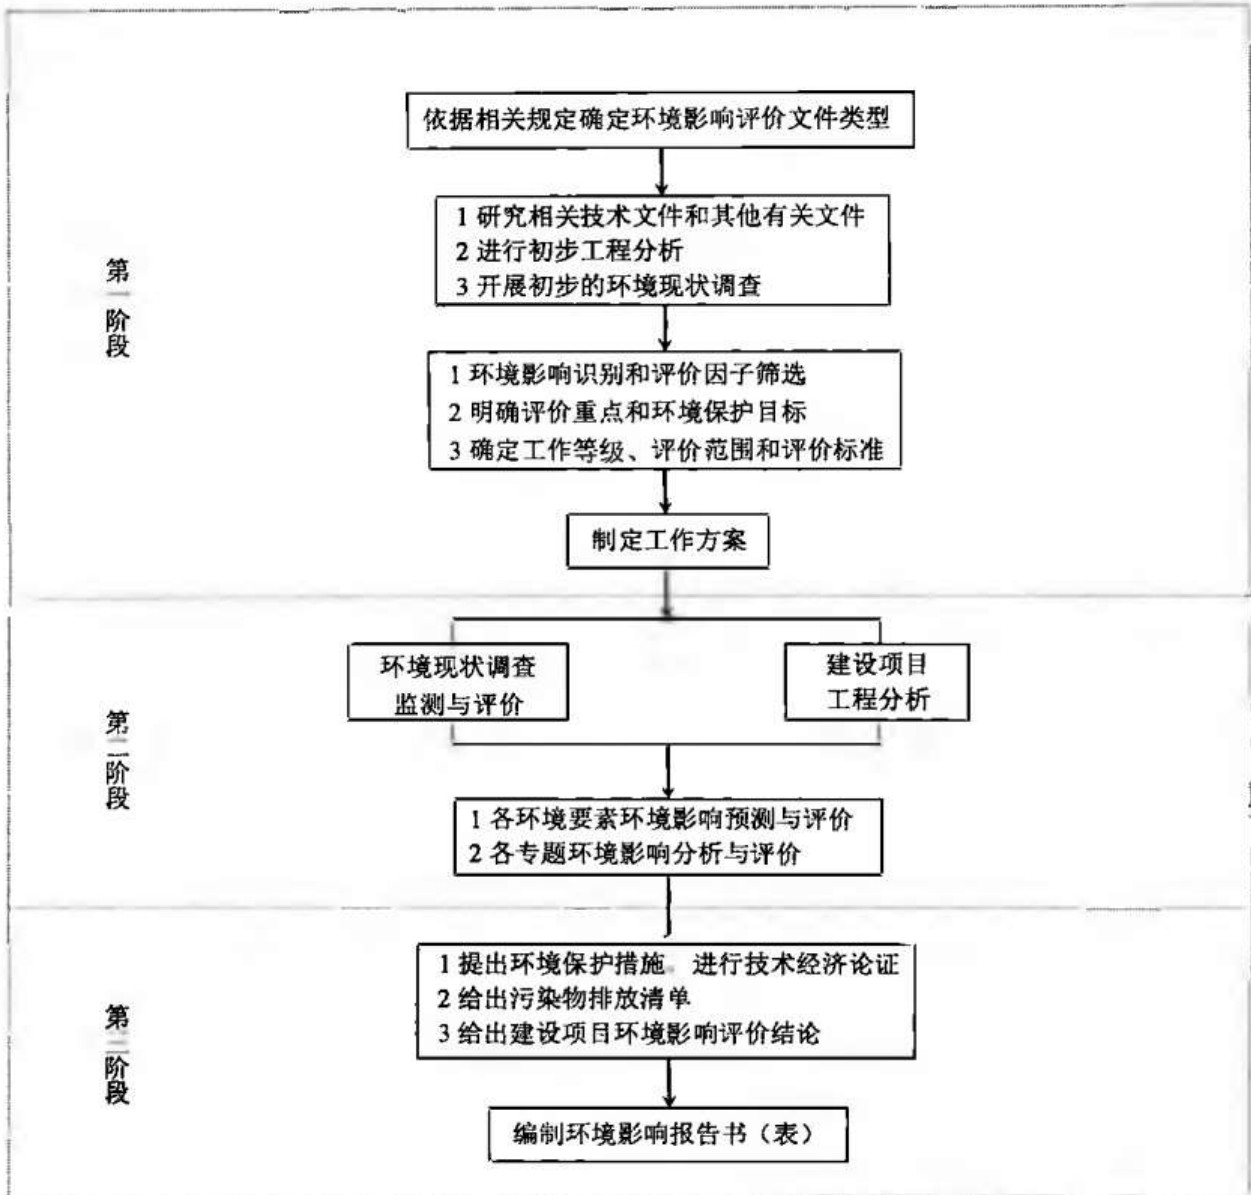 依据相关规定确定环境影响评价文件类型
1 研究相关技术文件和其他有关文件
2 进行初步工程分析
3 开展初步的环境现状调查
第一阶段
1 环境影响识别和评价因子筛选
2 明确评价重点和环境保护目标
3 确定工作等级、评价范围和评价标准
制定工作方案
环境现状调查
监测与评价
建设项目
工程分析
第二阶段
1 各环境要素环境影响预测与评价
2 各专题环境影响分析与评价
1 提出环境保护措施,进行技术经济论证
2 给出污染物排放清单
3 给出建设项目环境影响评价结论
第三阶段
编制环境影响报告书（表）